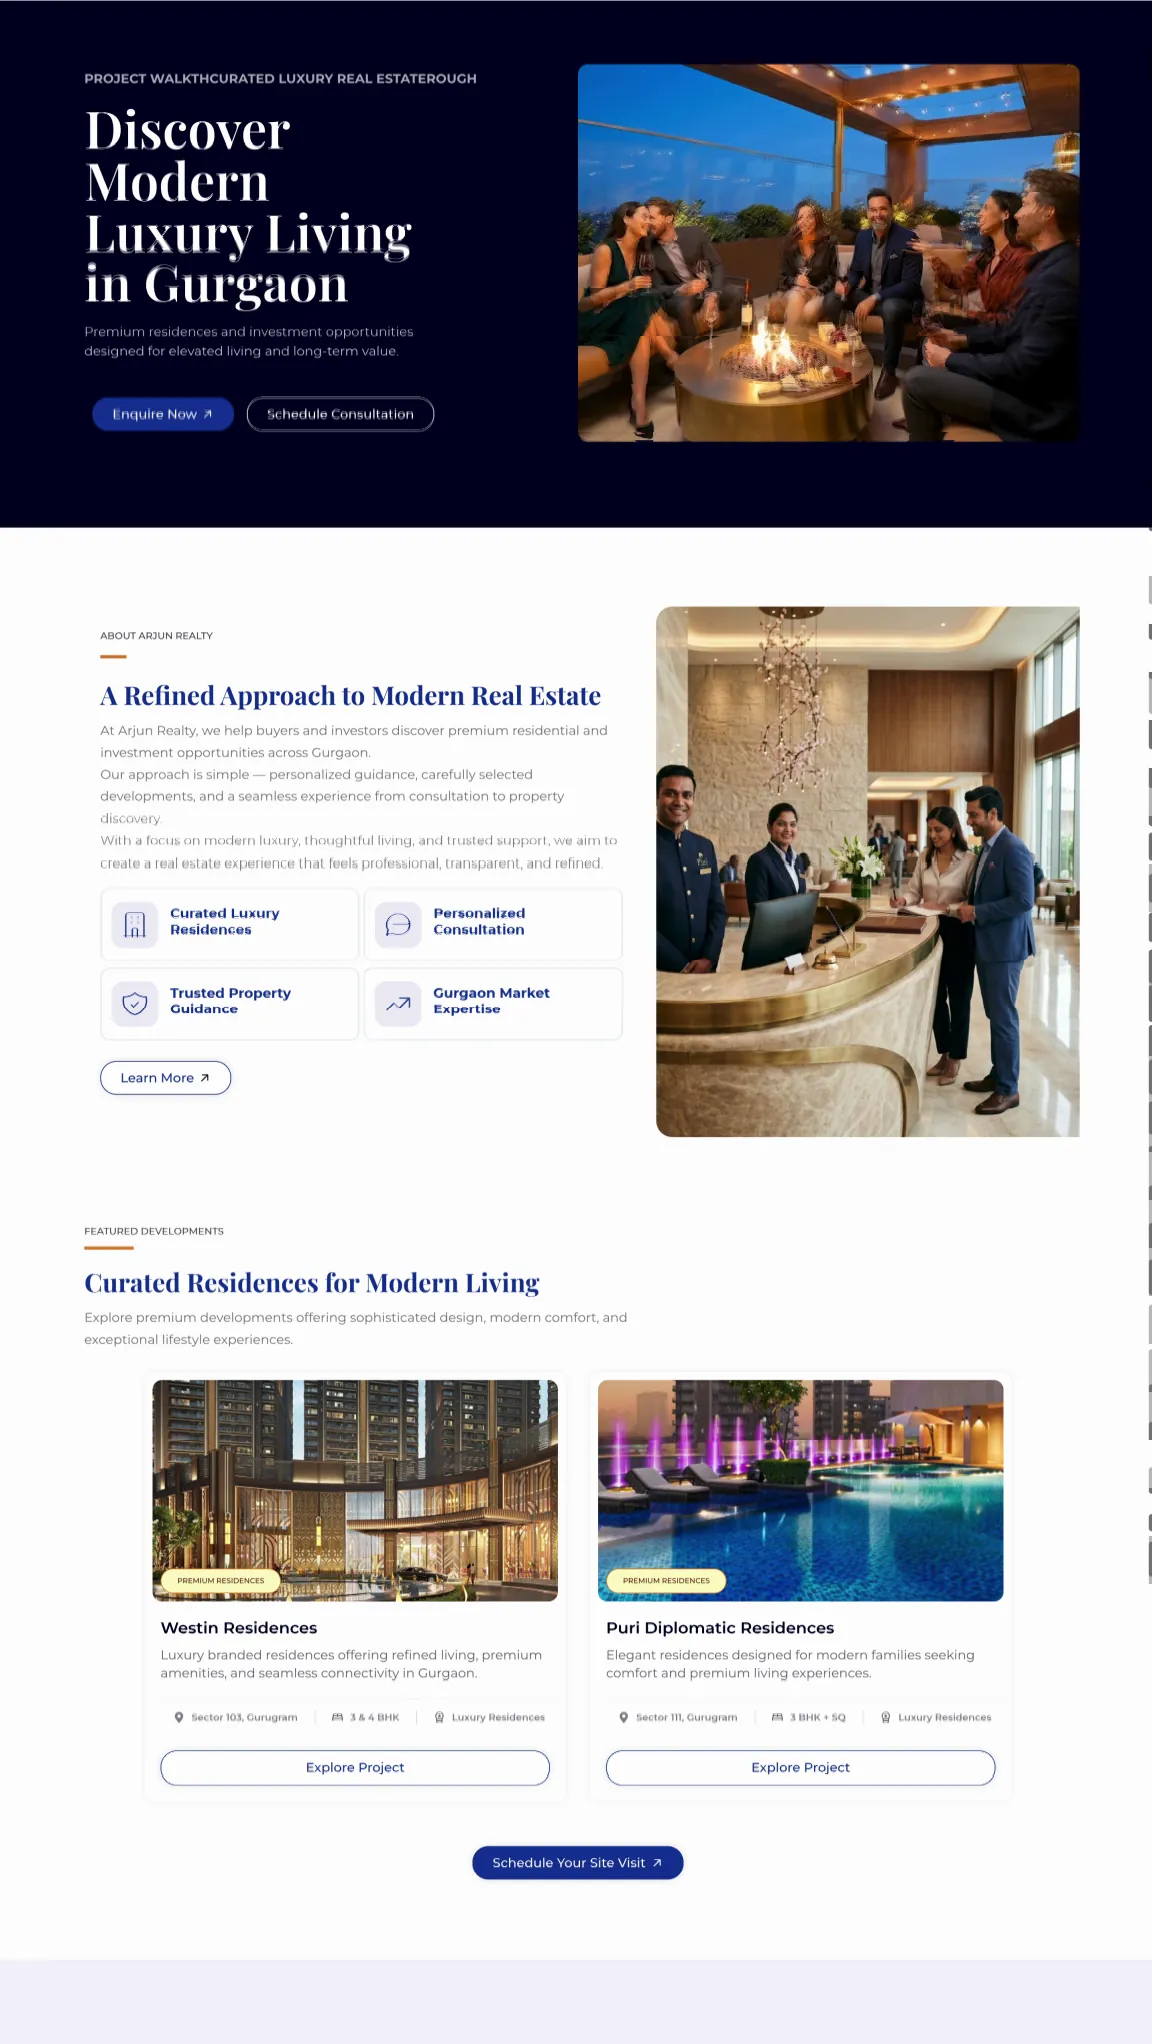 PROJECT WALKTHCURATED LUXURY REAL ESTATEROUGH
Discover
Modern
Luxury Living
in Gurgaon
Premium residences and investment opportunities
designed for elevated living and long-term value.
Enquire Now
Schedule Consultation
ABOUT ARJUN REALTY
A Refined Approach to Modern Real Estate
At Arjun Realty, we help buyers and investors discover premium residential and
investment opportunities across Gurgaon.
Our approach is simple — personalized guidance, carefully selected
developments, and a seamless experience from consultation to property
discovery.
With a focus on modern luxury, thoughtful living, and trusted support, we aim to
create a real estate experience that feels professional, transparent, and refined.
Curated Luxury
Residences
Personalized
Consultation
Trusted Property
Guidance
Gurgaon Market
Expertise
Learn More
FEATURED DEVELOPMENTS
Curated Residences for Modern Living
Explore premium developments offering sophisticated design, modern comfort, and
exceptional lifestyle experiences.
PREMIUM RESIDENCES
Westin Residences
Luxury branded residences offering refined living, premium
amenities, and seamless connectivity in Gurgaon.
Sector 103, Gurugram
3 & 4 BHK
Luxury Residences
Explore Project
PREMIUM RESIDENCES
Puri Diplomatic Residences
Elegant residences designed for modern families seeking
comfort and premium living experiences.
Sector 111, Gurugram
3 BHK + SQ
Luxury Residences
Explore Project
Schedule Your Site Visit